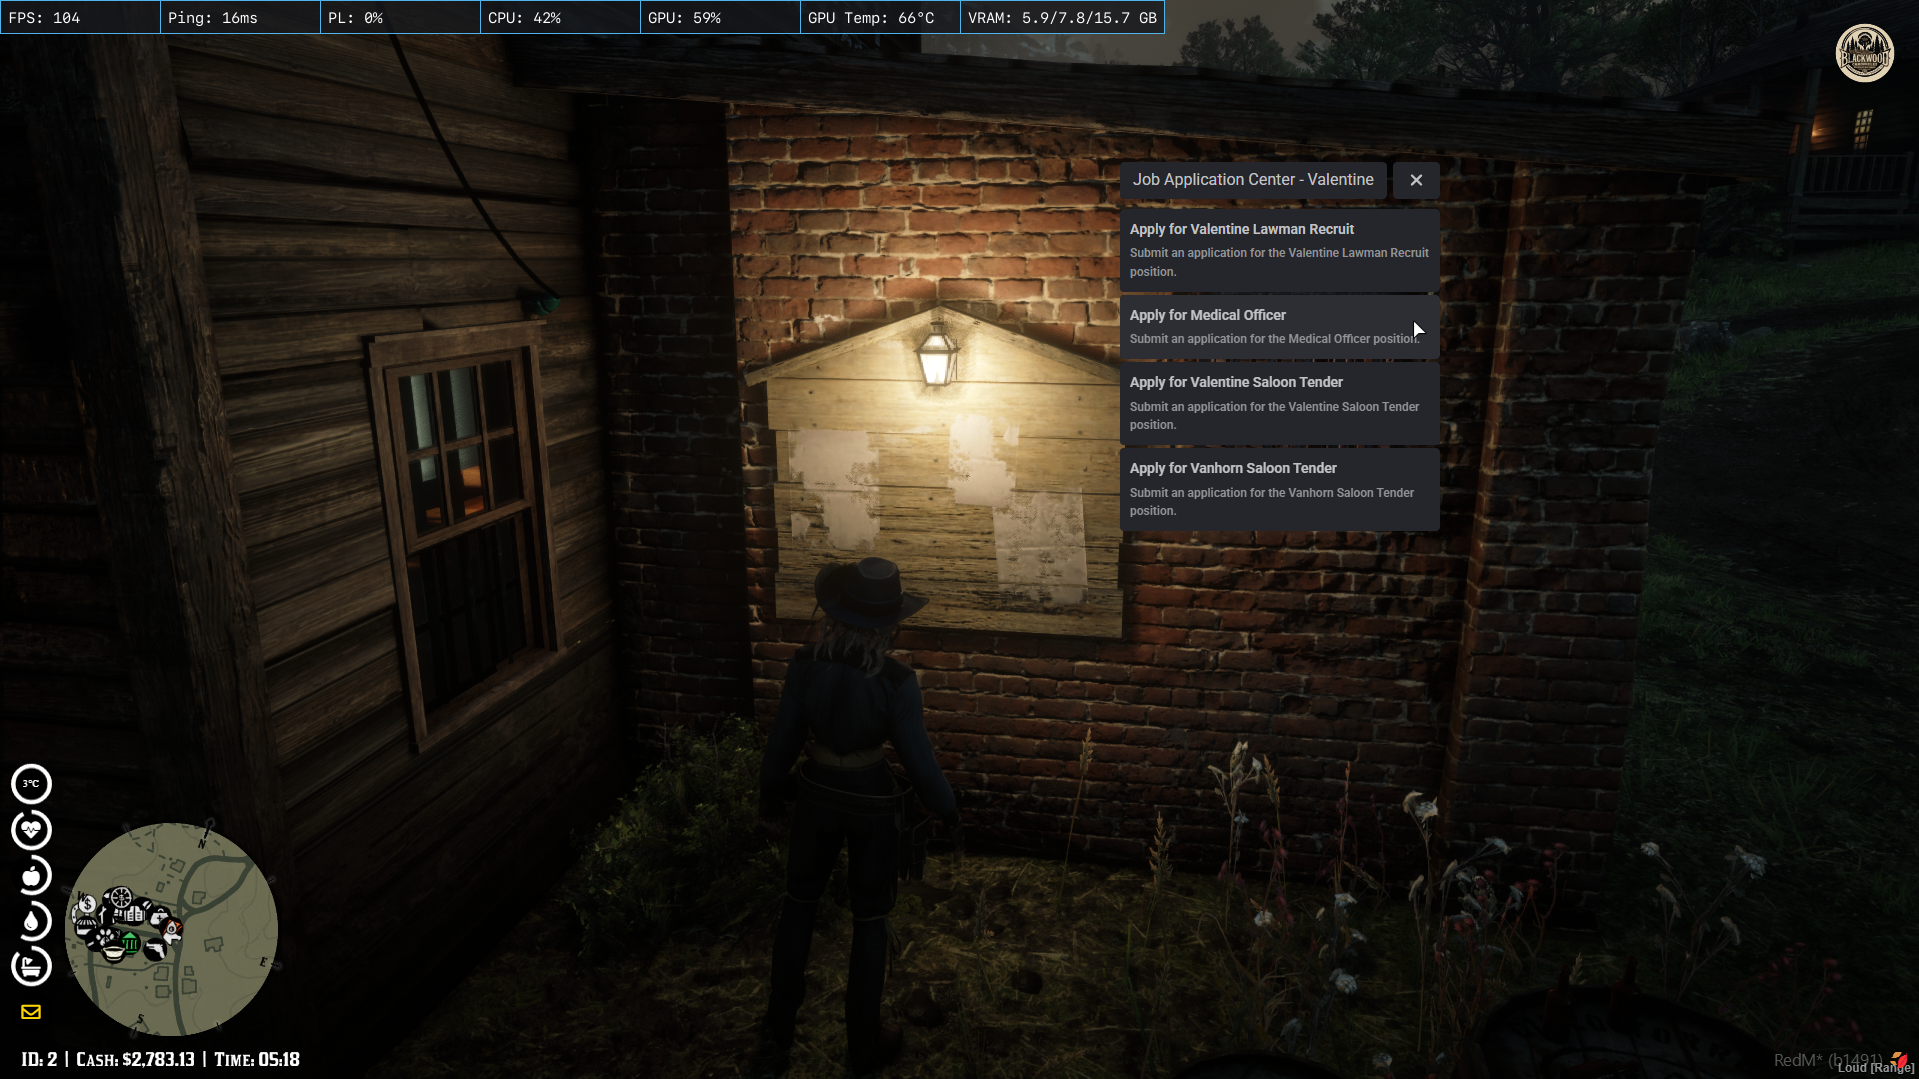 FPS: 104
Ping: 16ms
PL: 0%
CPU: 42%
GPU: 59%
GPU Temp: 66°C
VRAM: 5.9/7.8/15.7 GB
BLACKWOOD
Job Application Center - Valentine
Apply for Valentine Lawman Recruit
Submit an application for the Valentine Lawman Recruit
position.
Apply for Medical Officer
Submit an application for the Medical Officer position.
Apply for Valentine Saloon Tender
Submit an application for the Valentine Saloon Tender
position.
Apply for Vanhorn Saloon Tender
Submit an application for the Vanhorn Saloon Tender
position.
3°C
N
W
E
S
ID: 2 | Cash: $2,783.13 | Time: 05:18
RedM* (b1491)
Loud [Range]